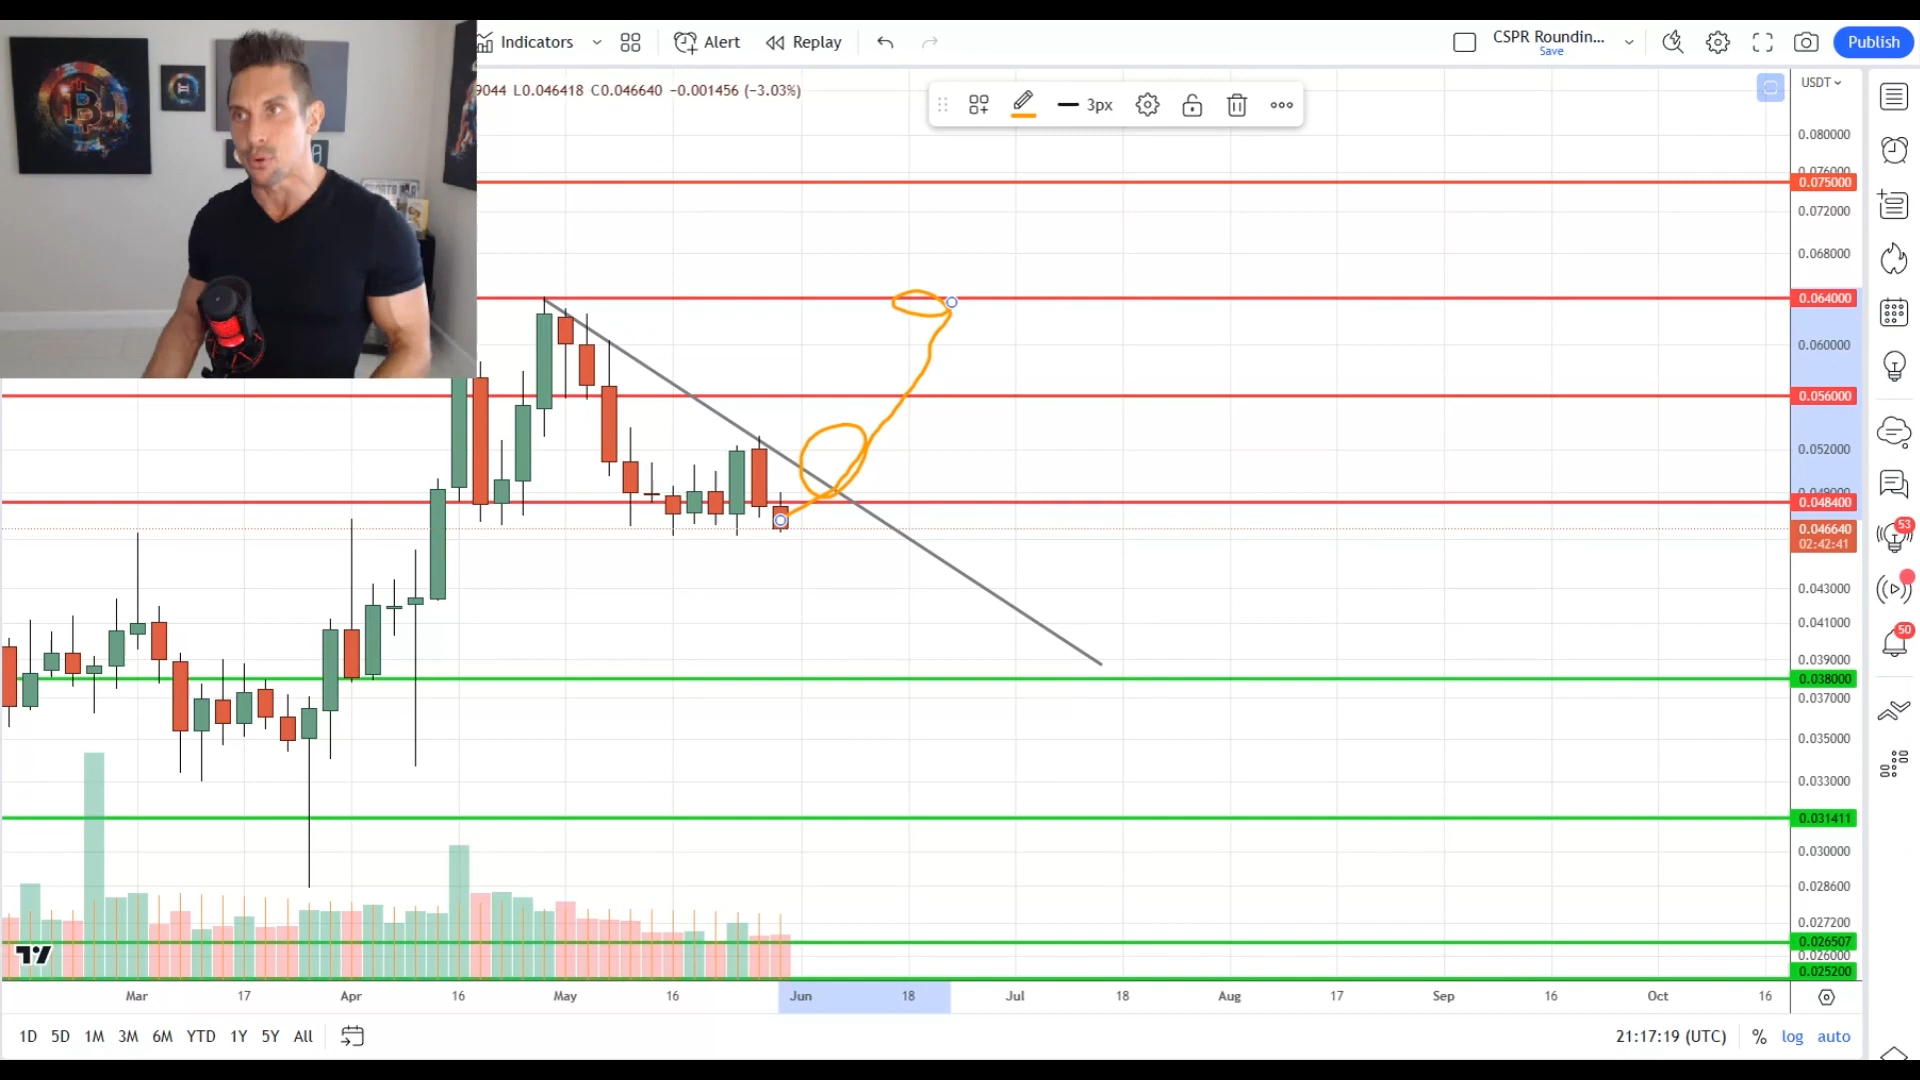 Indicators
Alert
Replay
CSPR Roundin...
Save
Publish
9044 L0.046418 C0.046640 −0.001456 (−3.03%)
3px
USDT
0.080000
0.076000
0.075000
0.072000
0.068000
0.064000
0.060000
0.056000
0.052000
0.049000
0.048400
0.046640
02:42:41
0.043000
0.041000
0.039000
0.038000
0.037000
0.035000
0.033000
0.031411
0.030000
0.028600
0.027200
0.026507
0.026000
0.025200
53
50
Mar 17 Apr 16 May 16 Jun 18 Jul 18 Aug 17 Sep 16 Oct 16
1D 5D 1M 3M 6M YTD 1Y 5Y All
21:17:19 (UTC) % log auto